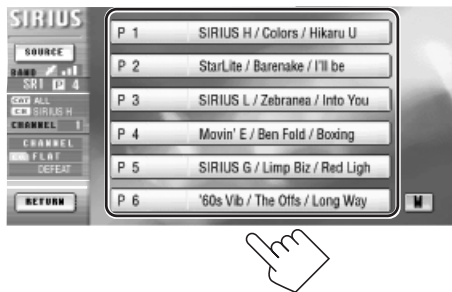 SIRIUS
SOURCE
BAND
SR1 P 4
CAT ALL
CH SIRIUS H
CHANNEL 1
CHANNEL
EQ FLAT
DEFEAT
RETURN
P 1 SIRIUS H / Colors / Hikaru U
P 2 StarLite / Barenake / I'll be
P 3 SIRIUS L / Zebranea / Into You
P 4 Movin' E / Ben Fold / Boxing
P 5 SIRIUS G / Limp Biz / Red Ligh
P 6 '60s Vib / The Offs / Long Way
M